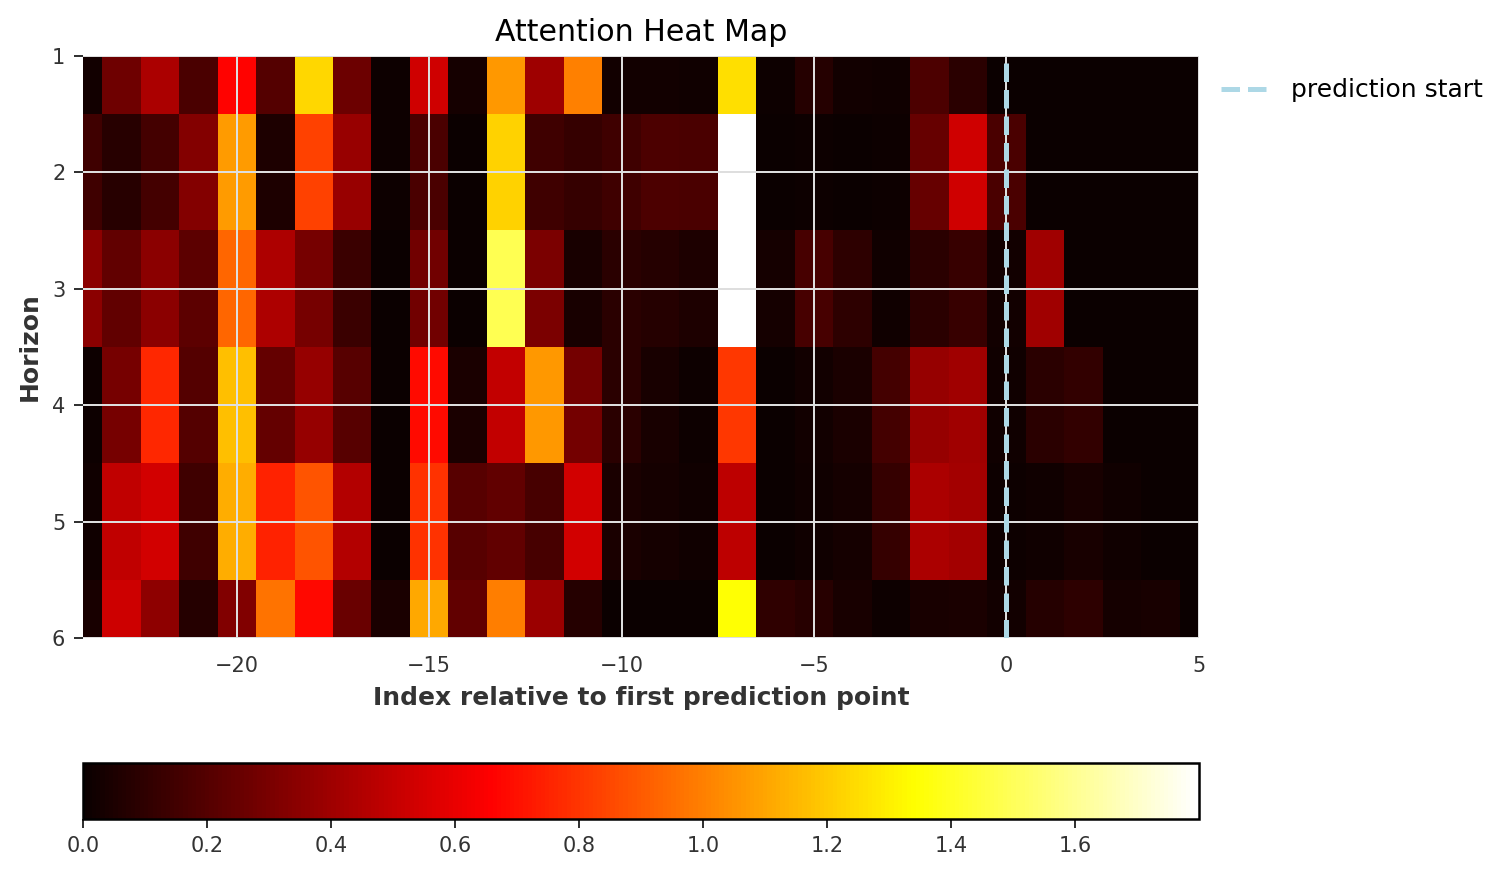 Attention Heat Map
prediction start
Horizon
1
2
3
4
5
6
−20 −15 −10 −5 0 5
Index relative to first prediction point
0.0 0.2 0.4 0.6 0.8 1.0 1.2 1.4 1.6